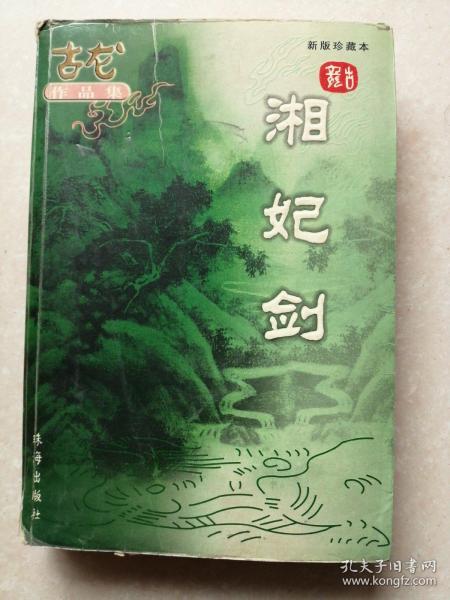 古龙
作品集
新版珍藏本
古龍
湘妃剑
珠海出版社
孔夫子旧书网
www.kongfz.com